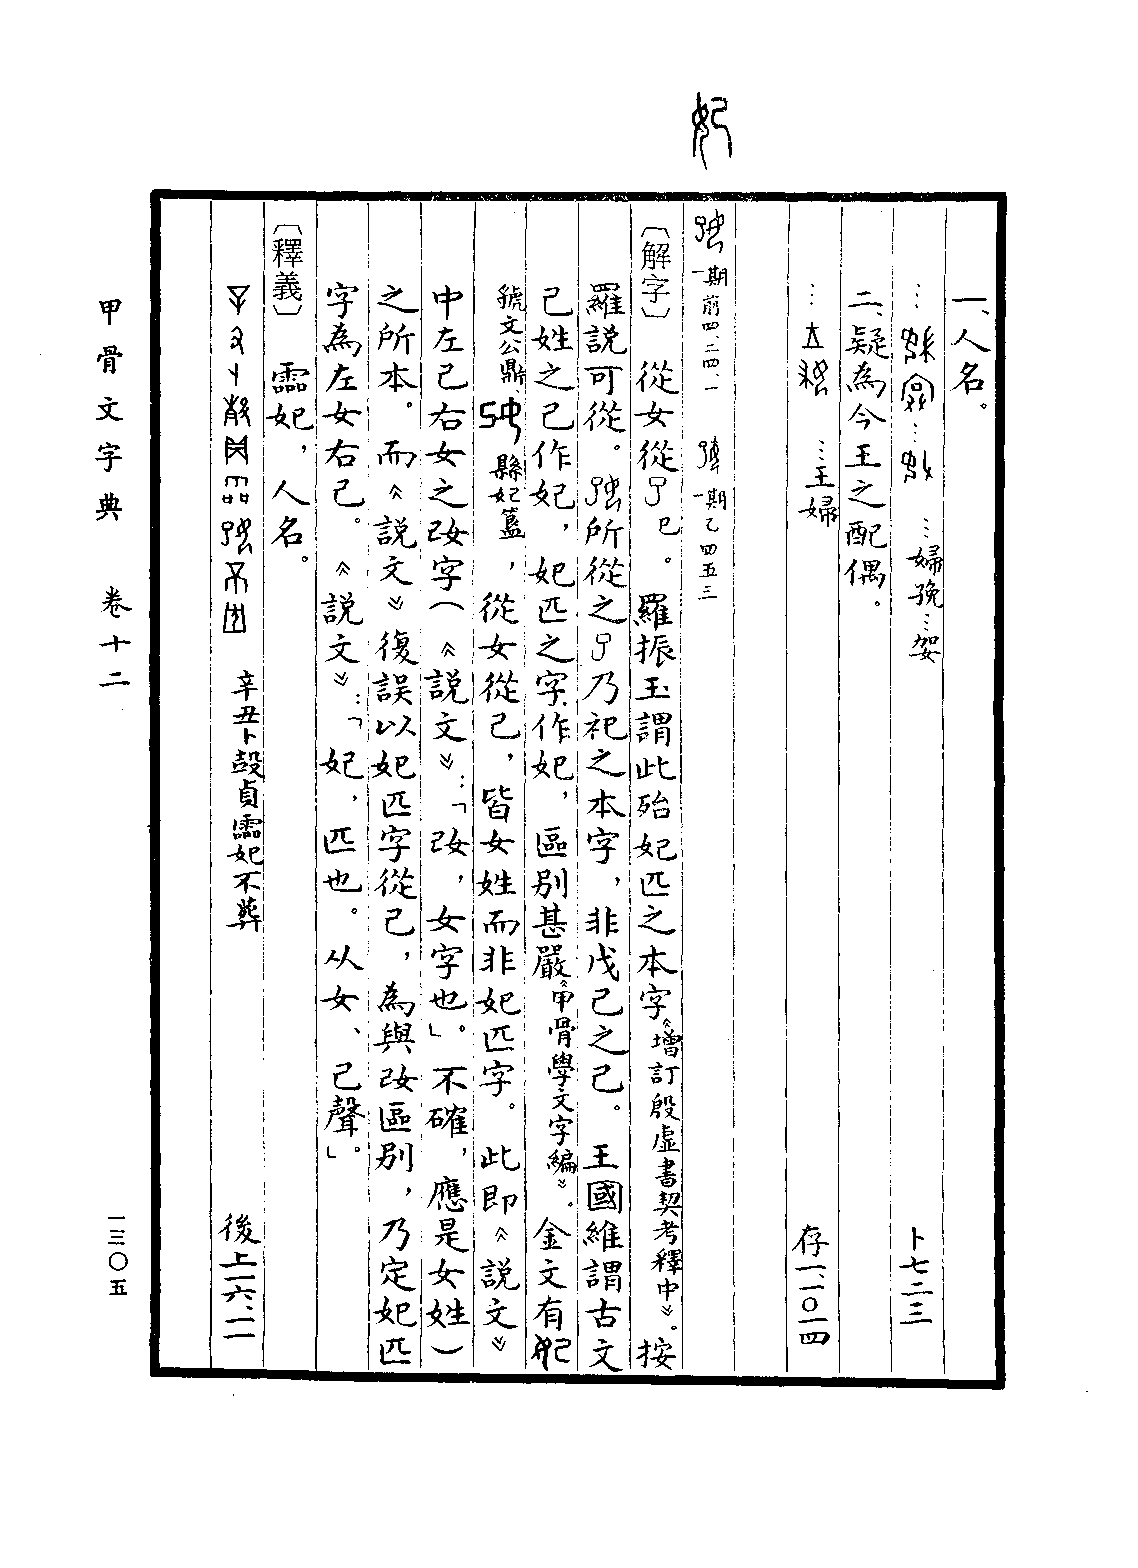 妃
一、人名。
……婦㝃……妿 卜七二三
二、疑為今王之配偶。
……王婦 存一、一〇一四
一期前四、二四、一 一期乙四五三
〔解字〕從女從巳。羅振玉謂此殆妃匹之本字《增訂殷虛書契考釋中》。按
羅說可從。所從之乃祀之本字，非戊己之己。王國維謂古文
己姓之己作妃，妃匹之字作妃，區别甚嚴《甲骨學文字編》。金文有
虢文公鼎 縣妃簋，從女從己，皆女姓而非妃匹字。此即《說文》
中左己右女之改字（《說文》：「改，女字也」。不確，應是女姓）
之所本。而《說文》復誤以妃匹字從己，為與改區别，乃定妃匹
字為左女右己。《說文》：「妃，匹也。从女、己聲」。
〔釋義〕霝妃，人名。
辛丑卜㱿貞霝妃不葬 後上一六、一一
甲骨文字典 卷十二 一三〇五